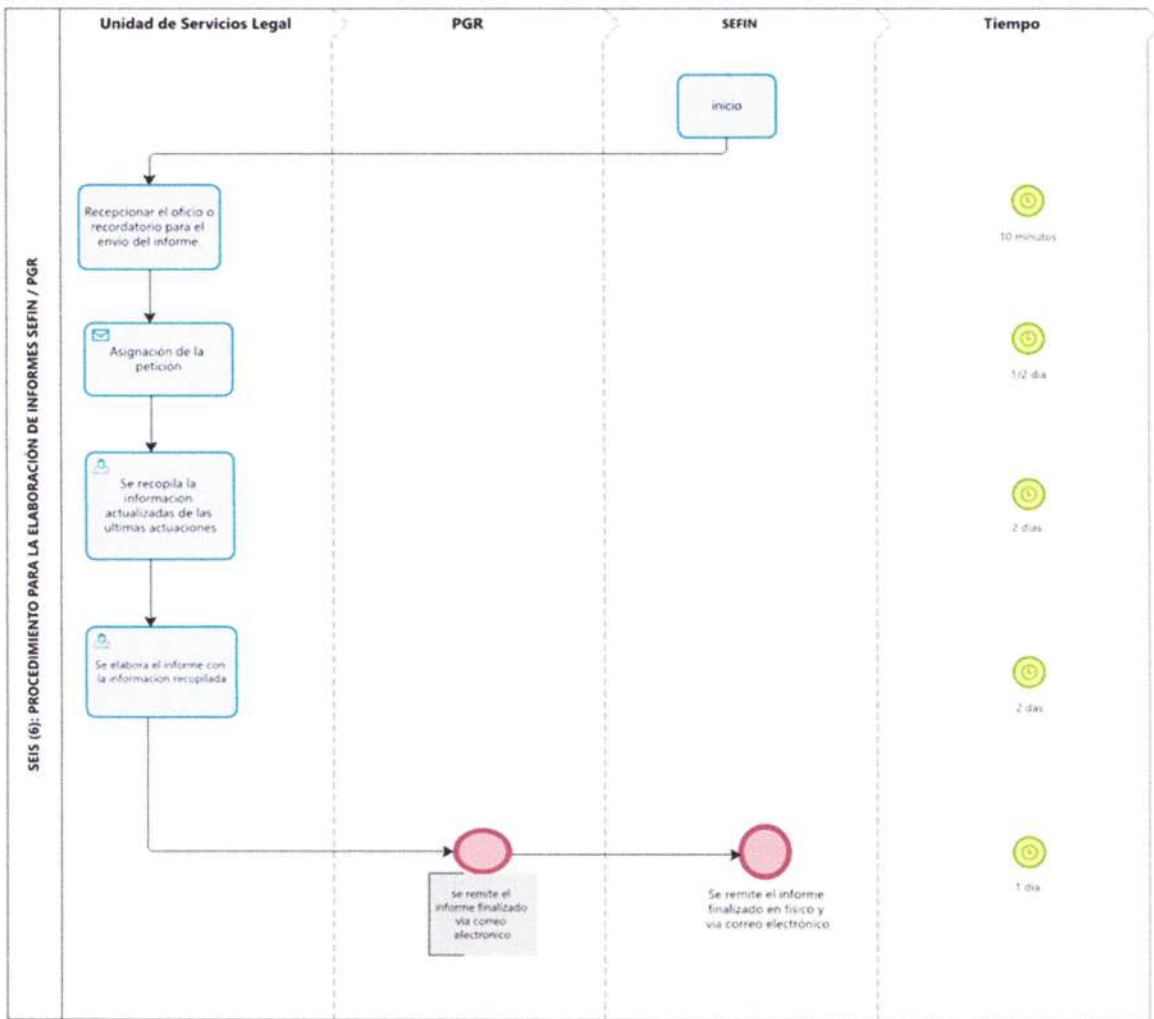 Unidad de Servicios Legal
PGR
SEFIN
Tiempo
SEIS (6): PROCEDIMIENTO PARA LA ELABORACIÓN DE INFORMES SEFIN / PGR
inicio
Recepcionar el oficio o
recordatorio para el
envio del informe.
10 minutos
Asignación de la
petición
1/2 dia
Se recopila la
informacion
actualizadas de las
ultimas actuaciones
2 dias
Se elabora el informe con
la información recopilada
2 das
se remite el
informe finalizado
via correo
electronico
Se remite el informe
finalizado en fisico y
via correo electrónico
1 dia